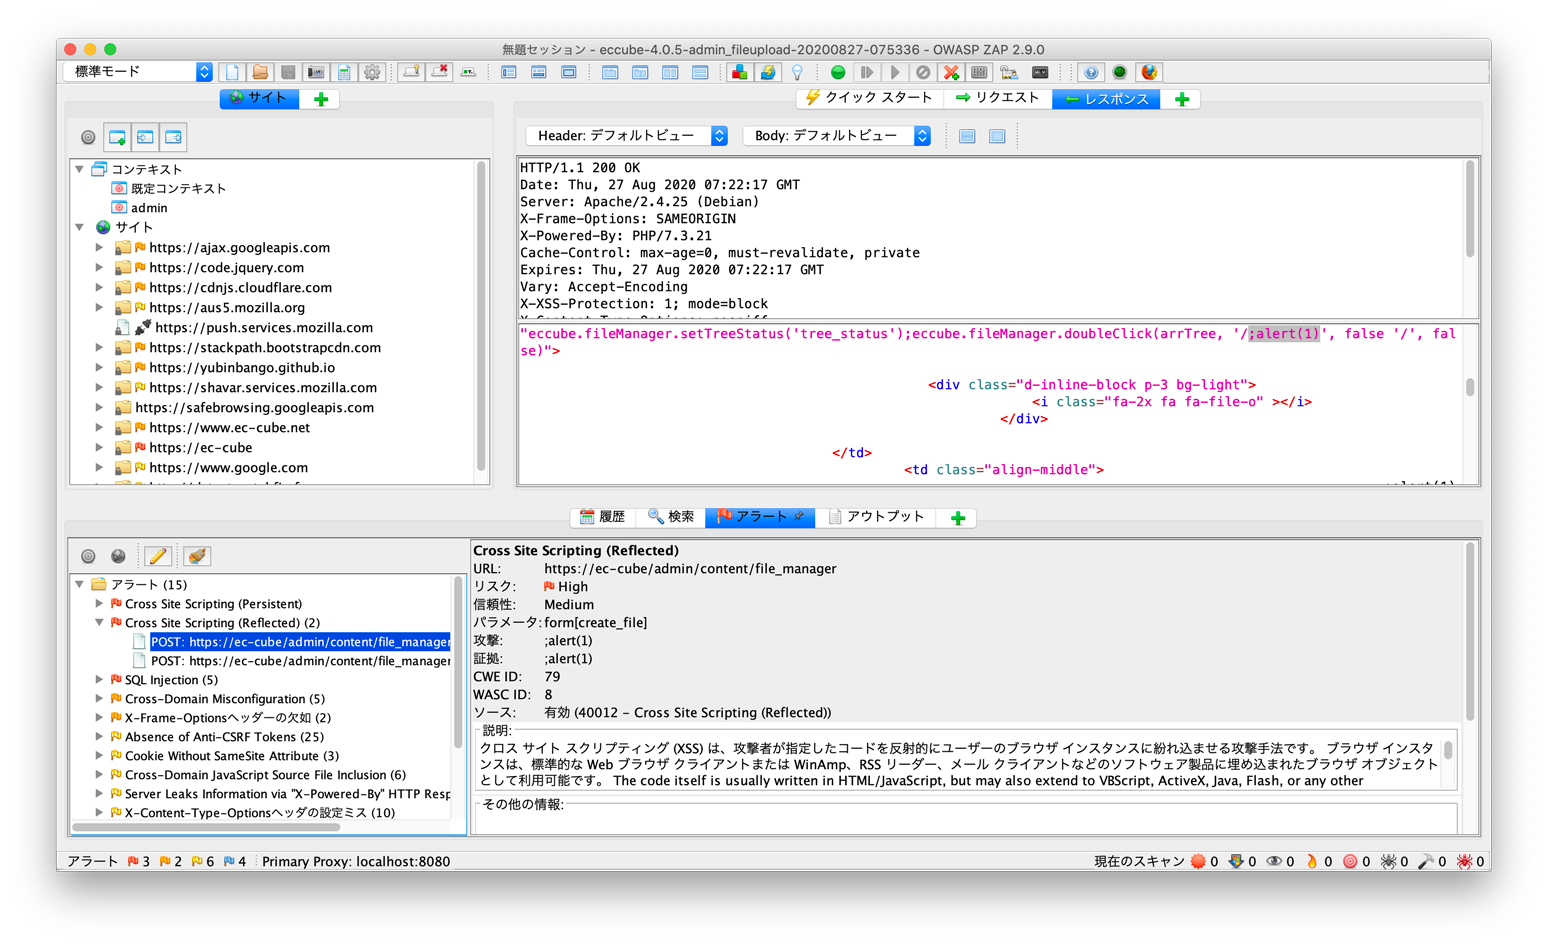 無題セッション - eccube-4.0.5-admin_fileupload-20200827-075336 - OWASP ZAP 2.9.0
標準モード
サイト
クイック スタート
リクエスト
レスポンス
Header: デフォルトビュー
Body: デフォルトビュー
コンテキスト
既定コンテキスト
admin
サイト
https://ajax.googleapis.com
https://code.jquery.com
https://cdnjs.cloudflare.com
https://aus5.mozilla.org
https://push.services.mozilla.com
https://stackpath.bootstrapcdn.com
https://yubinbango.github.io
https://shavar.services.mozilla.com
https://safebrowsing.googleapis.com
https://www.ec-cube.net
https://ec-cube
https://www.google.com
HTTP/1.1 200 OK
Date: Thu, 27 Aug 2020 07:22:17 GMT
Server: Apache/2.4.25 (Debian)
X-Frame-Options: SAMEORIGIN
X-Powered-By: PHP/7.3.21
Cache-Control: max-age=0, must-revalidate, private
Expires: Thu, 27 Aug 2020 07:22:17 GMT
Vary: Accept-Encoding
X-XSS-Protection: 1; mode=block
X-Content-Type-Options: nosniff
"eccube.fileManager.setTreeStatus('tree_status');eccube.fileManager.doubleClick(arrTree, '/;alert(1)', false '/', fal
se)">
<div class="d-inline-block p-3 bg-light">
<i class="fa-2x fa fa-file-o" ></i>
</div>
</td>
<td class="align-middle">
;alert(1)
履歴
検索
アラート
アウトプット
アラート (15)
Cross Site Scripting (Persistent)
Cross Site Scripting (Reflected) (2)
POST: https://ec-cube/admin/content/file_manager
POST: https://ec-cube/admin/content/file_manager
SQL Injection (5)
Cross-Domain Misconfiguration (5)
X-Frame-Optionsヘッダーの欠如 (2)
Absence of Anti-CSRF Tokens (25)
Cookie Without SameSite Attribute (3)
Cross-Domain JavaScript Source File Inclusion (6)
Server Leaks Information via "X-Powered-By" HTTP Resp
X-Content-Type-Optionsヘッダの設定ミス (10)
Cross Site Scripting (Reflected)
URL: https://ec-cube/admin/content/file_manager
リスク: High
信頼性: Medium
パラメータ: form[create_file]
攻撃: ;alert(1)
証拠: ;alert(1)
CWE ID: 79
WASC ID: 8
ソース: 有効 (40012 - Cross Site Scripting (Reflected))
説明:
クロス サイト スクリプティング (XSS) は、攻撃者が指定したコードを反射的にユーザーのブラウザ インスタンスに紛れ込ませる攻撃手法です。 ブラウザ インスタ
ンスは、標準的な Web ブラウザ クライアントまたは WinAmp、RSS リーダー、メール クライアントなどのソフトウェア製品に埋め込まれたブラウザ オブジェクト
として利用可能です。 The code itself is usually written in HTML/JavaScript, but may also extend to VBScript, ActiveX, Java, Flash, or any other
その他の情報:
アラート 3 2 6 4 Primary Proxy: localhost:8080
現在のスキャン 0 0 0 0 0 0 0 0